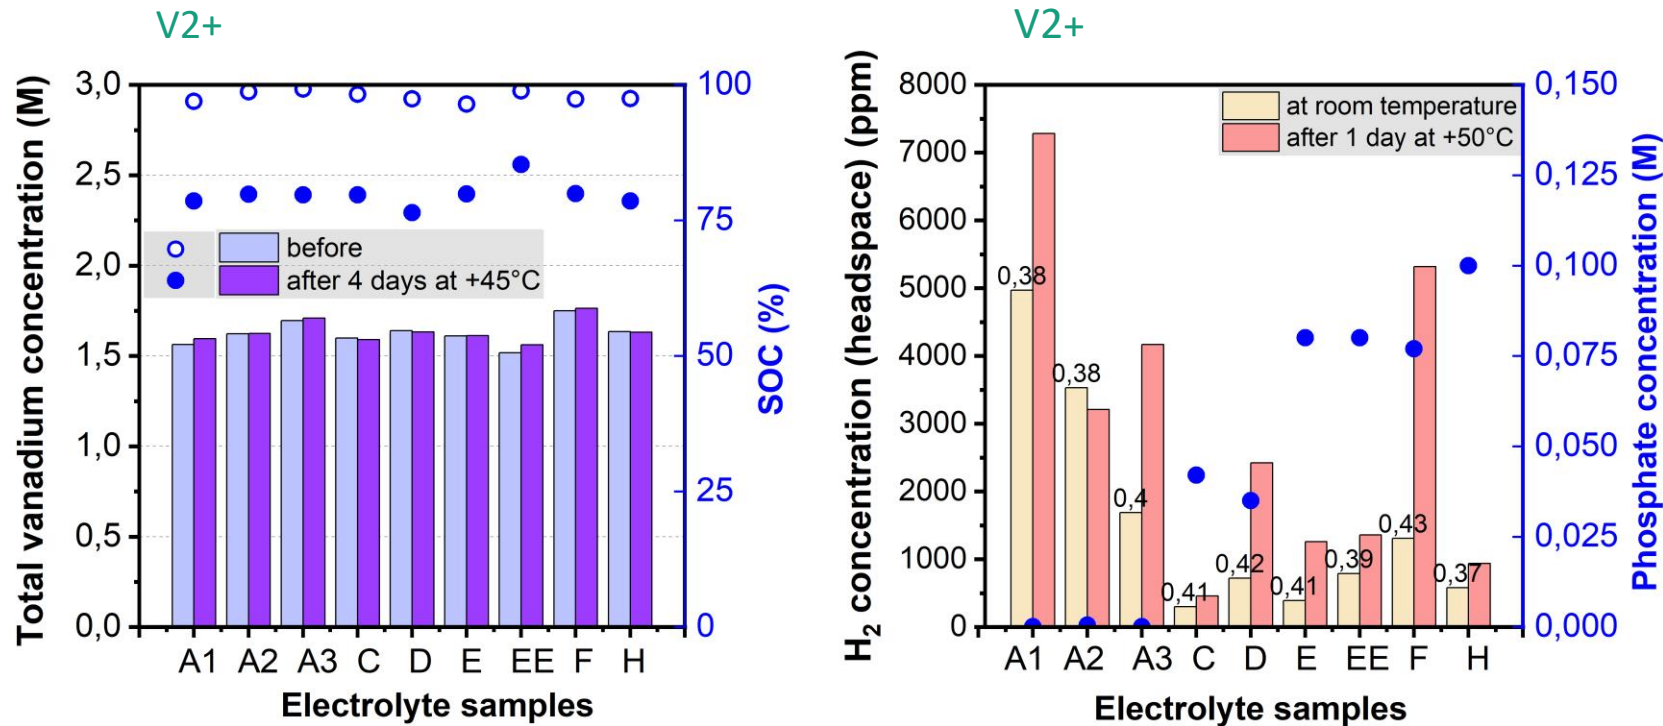 V2+
Total vanadium concentration (M)
3,0
2,5
2,0
1,5
1,0
0,5
0,0
before
after 4 days at +45°C
100
75
50
25
0
SOC (%)
A1 A2 A3 C D E EE F H
Electrolyte samples
V2+
H2 concentration (headspace) (ppm)
8000
7000
6000
5000
4000
3000
2000
1000
0
at room temperature
after 1 day at +50°C
0,38
0,38
0,4
0,41
0,42
0,41
0,39
0,43
0,37
0,150
0,125
0,100
0,075
0,050
0,025
0,000
Phosphate concentration (M)
A1 A2 A3 C D E EE F H
Electrolyte samples